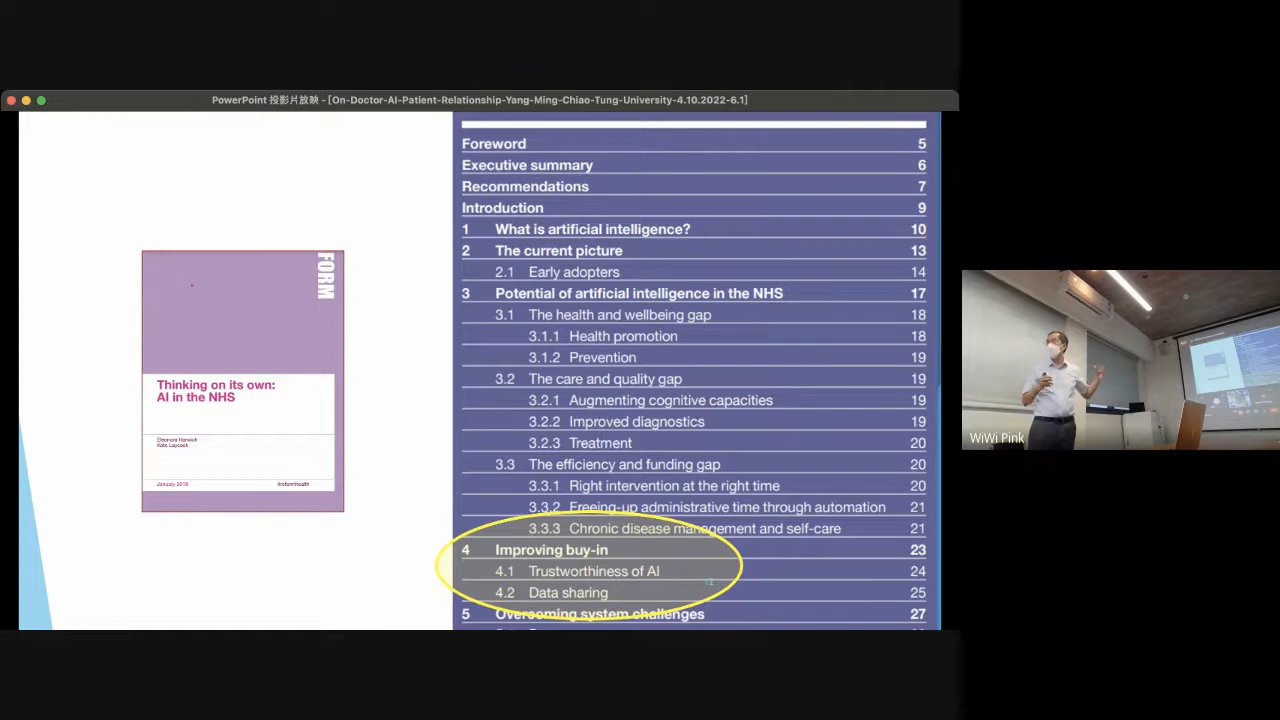 PowerPoint 投影片放映 - [On-Doctor-AI-Patient-Relationship-Yang-Ming-Chiao-Tung-University-4.10.2022-6.1]
FORM
Thinking on its own:
AI in the NHS
Eleonora Harwich
Kate Laycock
January 2018
#reformhealth
Foreword 5
Executive summary 6
Recommendations 7
Introduction 9
1 What is artificial intelligence? 10
2 The current picture 13
2.1 Early adopters 14
3 Potential of artificial intelligence in the NHS 17
3.1 The health and wellbeing gap 18
3.1.1 Health promotion 18
3.1.2 Prevention 19
3.2 The care and quality gap 19
3.2.1 Augmenting cognitive capacities 19
3.2.2 Improved diagnostics 19
3.2.3 Treatment 20
3.3 The efficiency and funding gap 20
3.3.1 Right intervention at the right time 20
3.3.2 Freeing-up administrative time through automation 21
3.3.3 Chronic disease management and self-care 21
4 Improving buy-in 23
4.1 Trustworthiness of AI 24
4.2 Data sharing 25
5 Overcoming system challenges 27
WiWi Pink